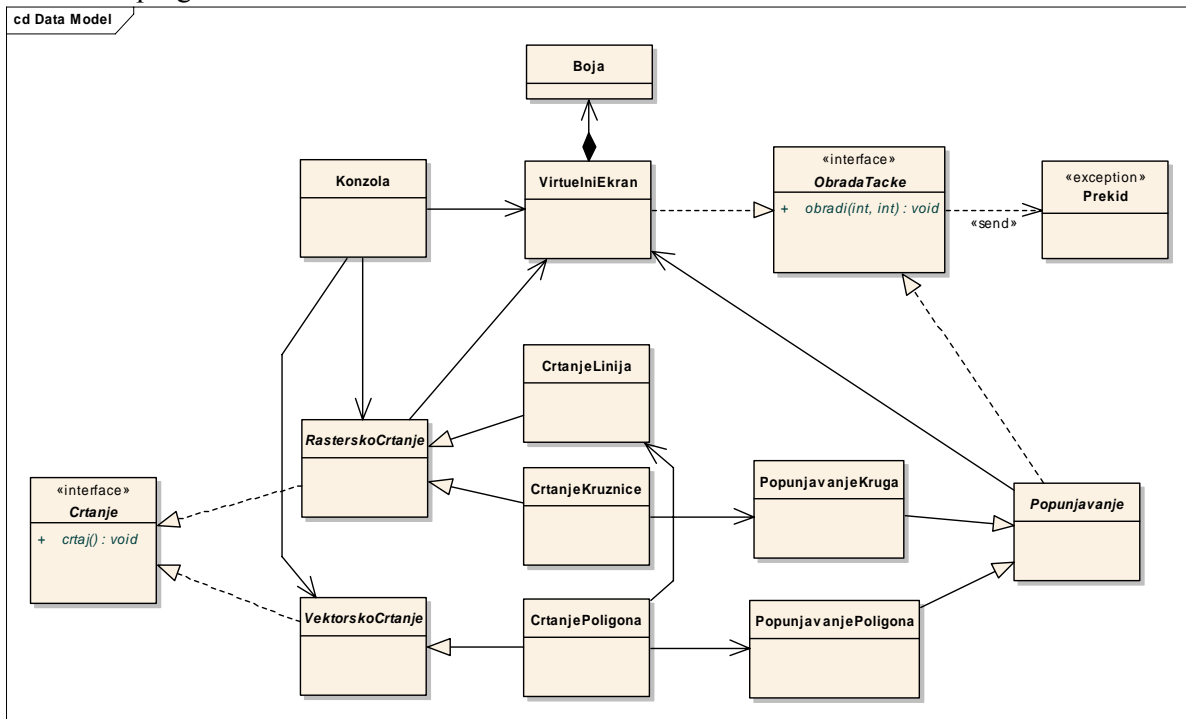 cd Data Model
Boja
Konzola
VirtuelniEkran
«interface»
ObradaTacke
+ obradi(int, int) : void
«send»
«exception»
Prekid
CrtanjeLinija
RasterskoCrtanje
CrtanjeKruznice
PopunjavanjeKruga
Popunjavanje
«interface»
Crtanje
+ crtaj() : void
VektorskoCrtanje
CrtanjePoligona
PopunjavanjePoligona